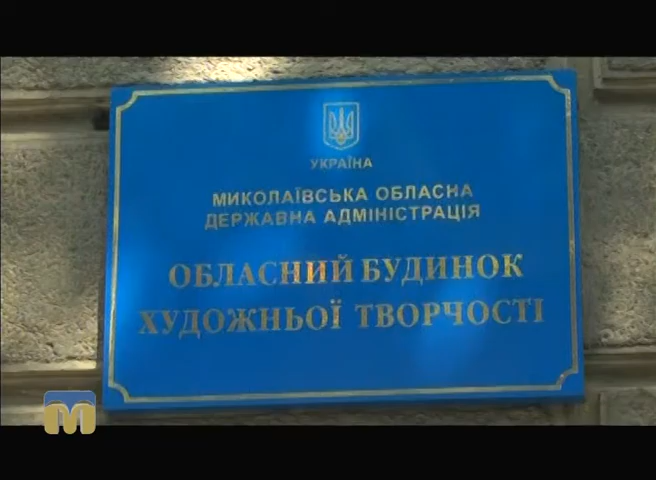 УКРАЇНА
МИКОЛАЇВСЬКА ОБЛАСНА
ДЕРЖАВНА АДМІНІСТРАЦІЯ
ОБЛАСНИЙ БУДИНОК
ХУДОЖНЬОЇ ТВОРЧОСТІ
М